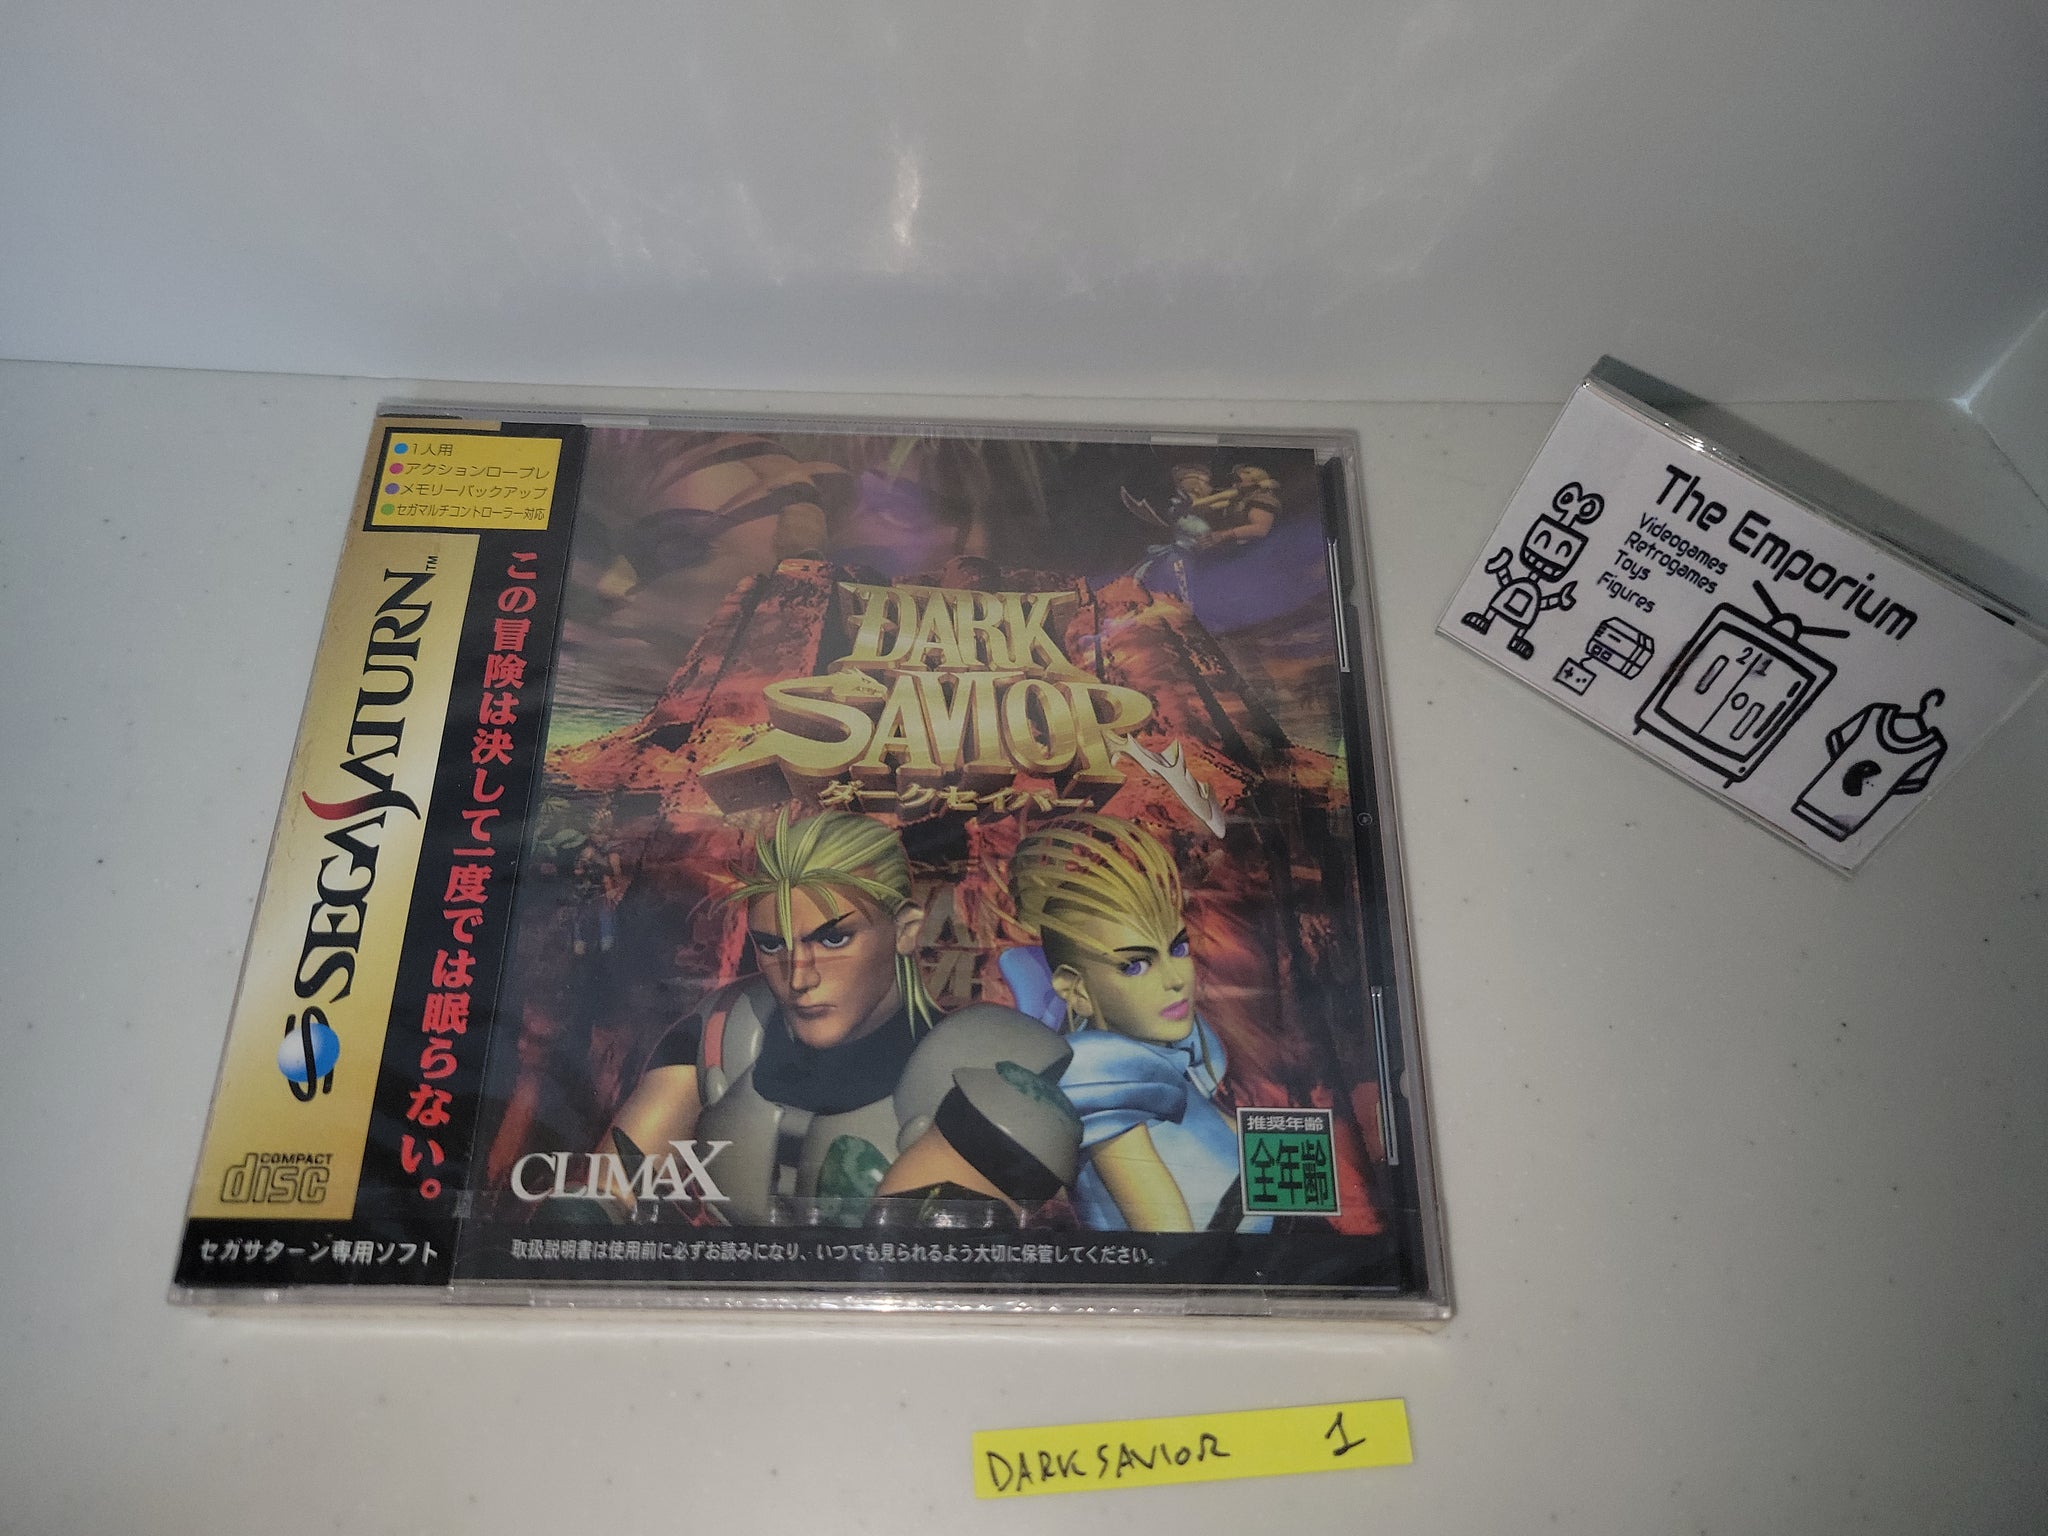 1人用
アクションロープレ
メモリーバックアップ
セガマルチコントローラー対応
SEGA SATURN™
この冒険は決して一度では眠らない。
COMPACT
disc
セガサターン専用ソフト
DARK
SAVIOR
ダークセイバー
CLIMAX
推奨年齢
全年齢
取扱説明書は使用前に必ずお読みになり、いつでも見られるよう大切に保管してください。
The Emporium
Videogames
Retrogames
Toys
Figures
DARK SAVIOR 1